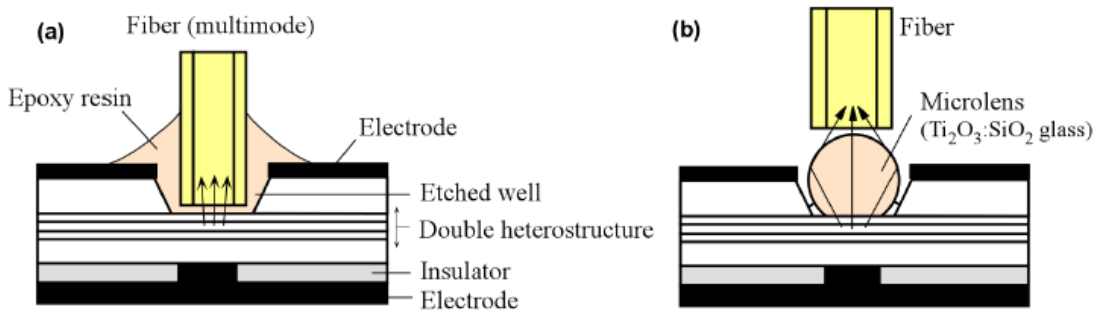 (a)
Fiber (multimode)
Epoxy resin
Electrode
Etched well
Double heterostructure
Insulator
Electrode
(b)
Fiber
Microlens
(Ti₂O₃:SiO₂ glass)